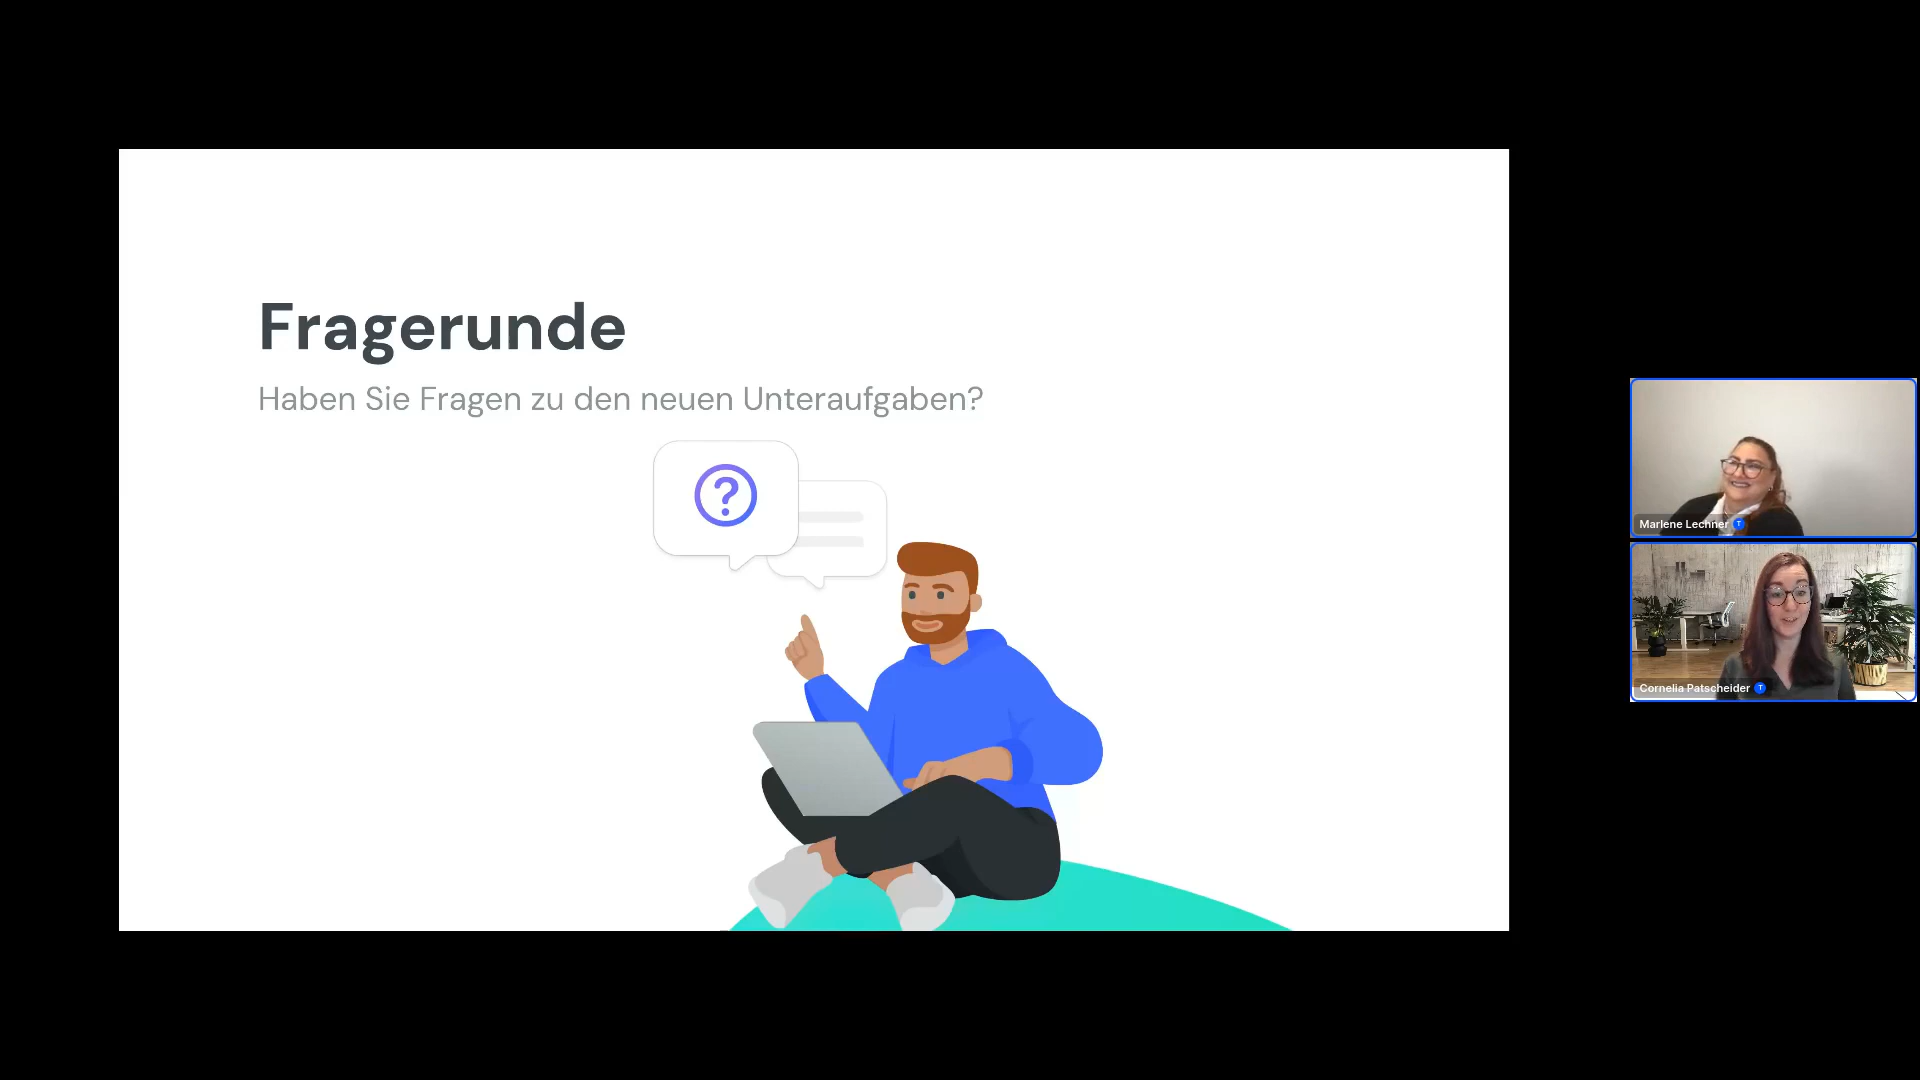 Fragerunde
Haben Sie Fragen zu den neuen Unteraufgaben?
?
Marlene Lechner T
Cornelia Patscheider T